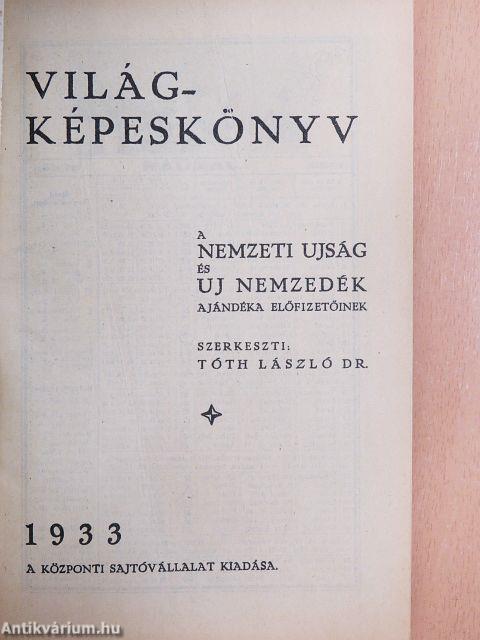 VILÁG-
KÉPESKÖNYV
A
NEMZETI UJSÁG
ÉS
UJ NEMZEDÉK
AJÁNDÉKA ELŐFIZETŐINEK
SZERKESZTI:
TÓTH LÁSZLÓ DR.
1933
A KÖZPONTI SAJTÓVÁLLALAT KIADÁSA.
Antikvárium.hu